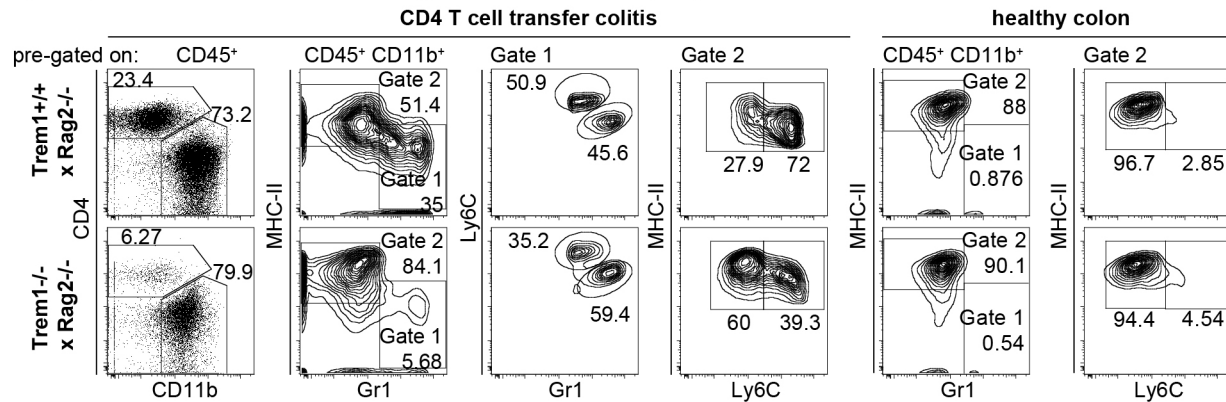 CD4 T cell transfer colitis
healthy colon
pre-gated on: CD45⁺
CD45⁺ CD11b⁺
Gate 1
Gate 2
CD45⁺ CD11b⁺
Gate 2
Trem1+/+
x Rag2-/-
CD4
23.4
73.2
MHC-II
Gate 2
51.4
Gate 1
35
Ly6C
50.9
45.6
MHC-II
27.9
72
MHC-II
Gate 2
88
Gate 1
0.876
MHC-II
96.7
2.85
Trem1-/-
x Rag2-/-
6.27
79.9
Gate 2
84.1
Gate 1
5.68
35.2
59.4
60
39.3
Gate 2
90.1
Gate 1
0.54
94.4
4.54
CD11b
Gr1
Gr1
Ly6C
Gr1
Ly6C